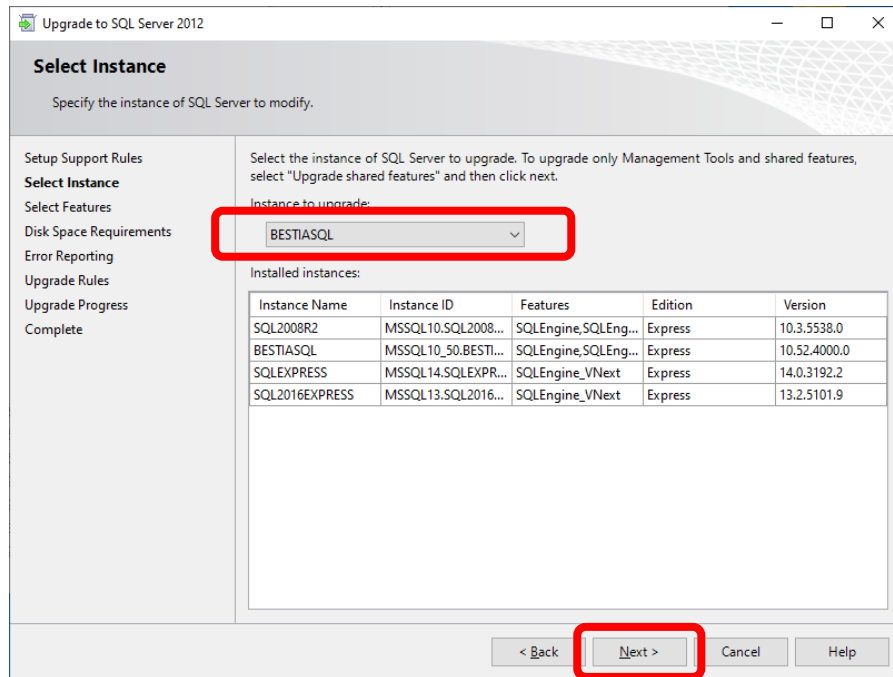 Upgrade to SQL Server 2012
Select Instance
Specify the instance of SQL Server to modify.
Setup Support Rules
Select Instance
Select Features
Disk Space Requirements
Error Reporting
Upgrade Rules
Upgrade Progress
Complete
Select the instance of SQL Server to upgrade. To upgrade only Management Tools and shared features,
select "Upgrade shared features" and then click next.
Instance to upgrade:
BESTIASQL
Installed instances:
Instance Name Instance ID Features Edition Version
SQL2008R2 MSSQL10.SQL2008... SQLEngine,SQLEng... Express 10.3.5538.0
BESTIASQL MSSQL10_50.BESTI... SQLEngine,SQLEng... Express 10.52.4000.0
SQLEXPRESS MSSQL14.SQLEXPR... SQLEngine_VNext Express 14.0.3192.2
SQL2016EXPRESS MSSQL13.SQL2016... SQLEngine_VNext Express 13.2.5101.9
< Back Next > Cancel Help